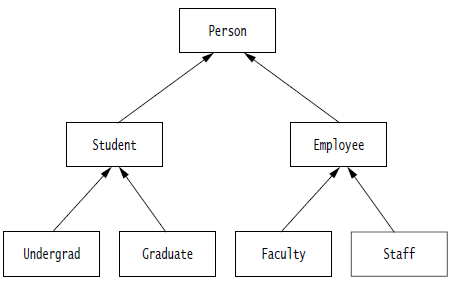 Person
Student
Employee
Undergrad
Graduate
Faculty
Staff